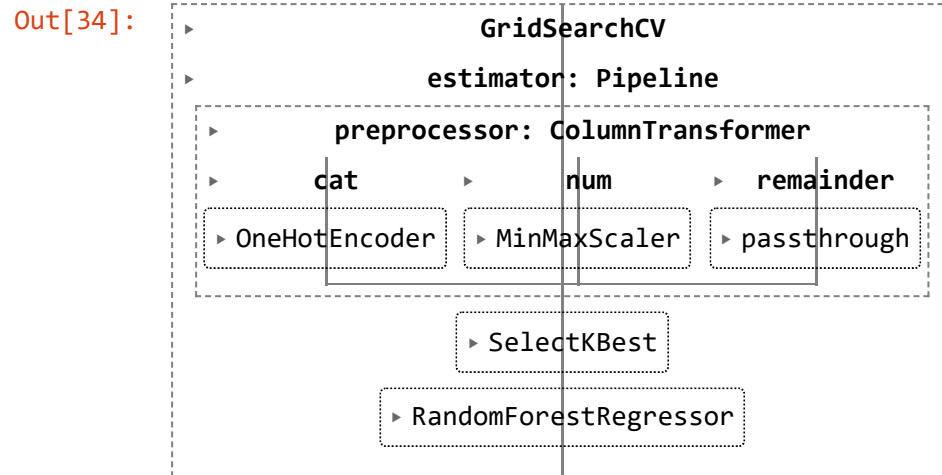 Out[34]:
GridSearchCV
estimator: Pipeline
preprocessor: ColumnTransformer
cat num remainder
OneHotEncoder MinMaxScaler passthrough
SelectKBest
RandomForestRegressor